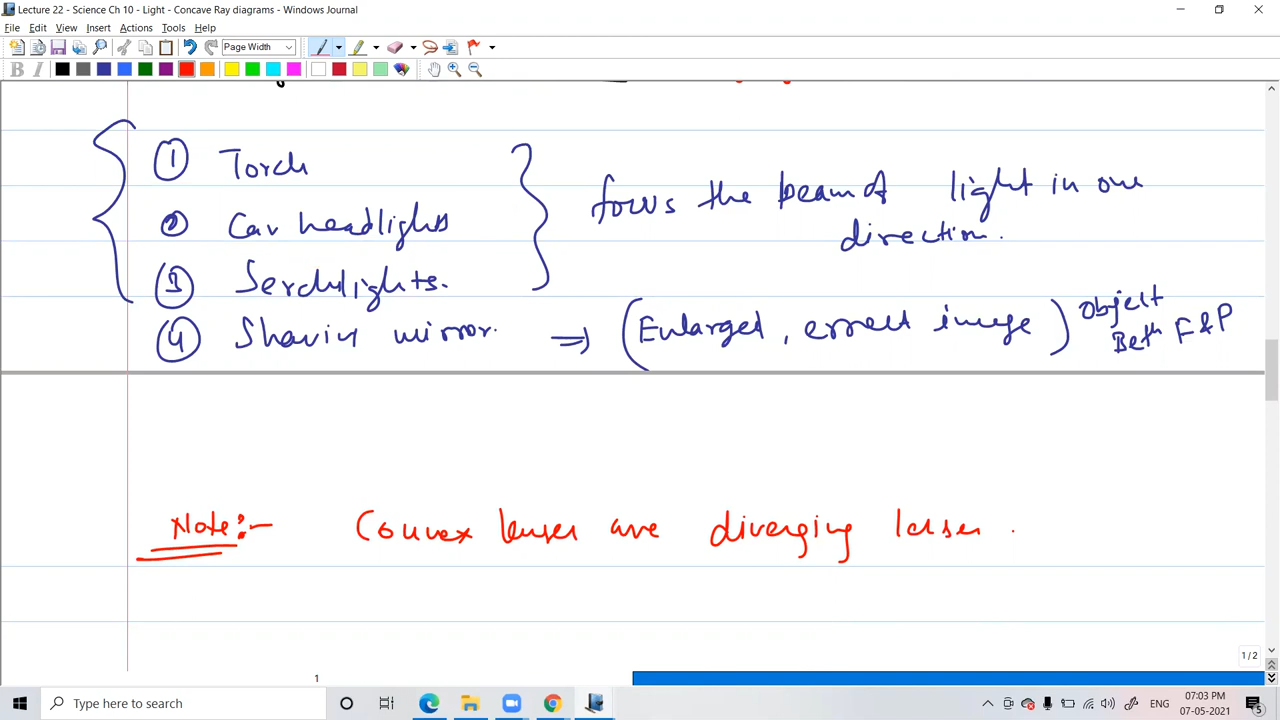 Lecture 22 - Science Ch 10 - Light - Concave Ray diagrams - Windows Journal
File Edit View Insert Actions Tools Help
Page Width
B I
1 Torch
2 Car headlights
3 Serchlights.
focus the beam of light in one
direction.
4 Shaving mirror. ⇒ (Enlarged, errect image) Object
Betn F & P
Note:- Convex lenses are diverging lenses.
1/2
1
Type here to search
ENG
07:03 PM
07-05-2021
5